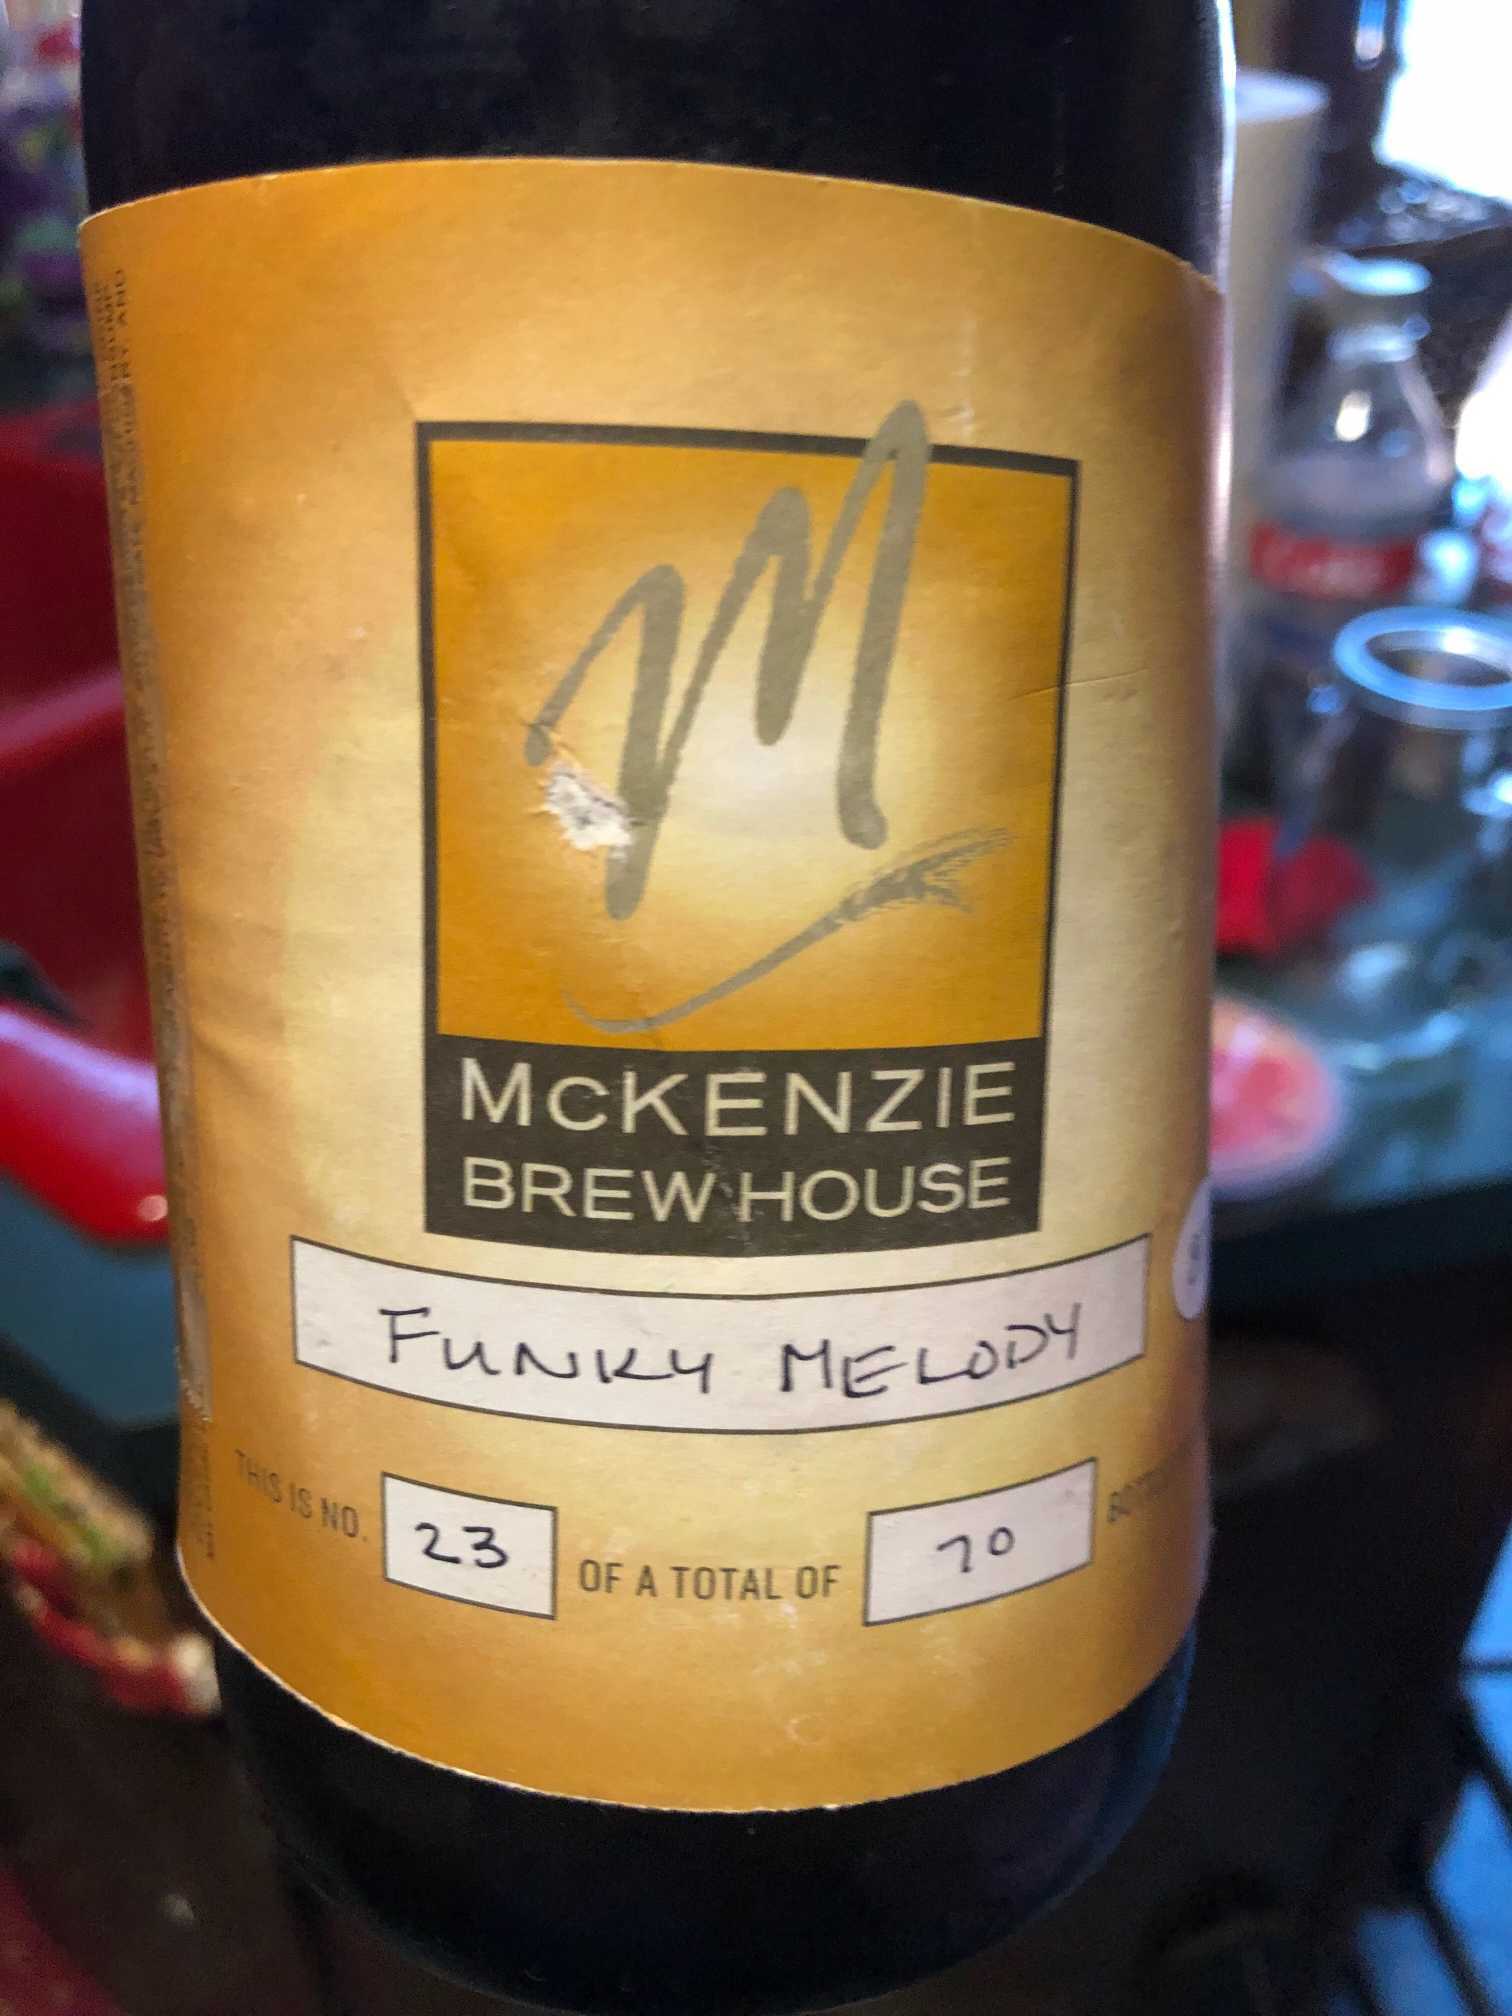 M
McKENZIE
BREW HOUSE
FUNKY MELODY
THIS IS NO. 23 OF A TOTAL OF 70